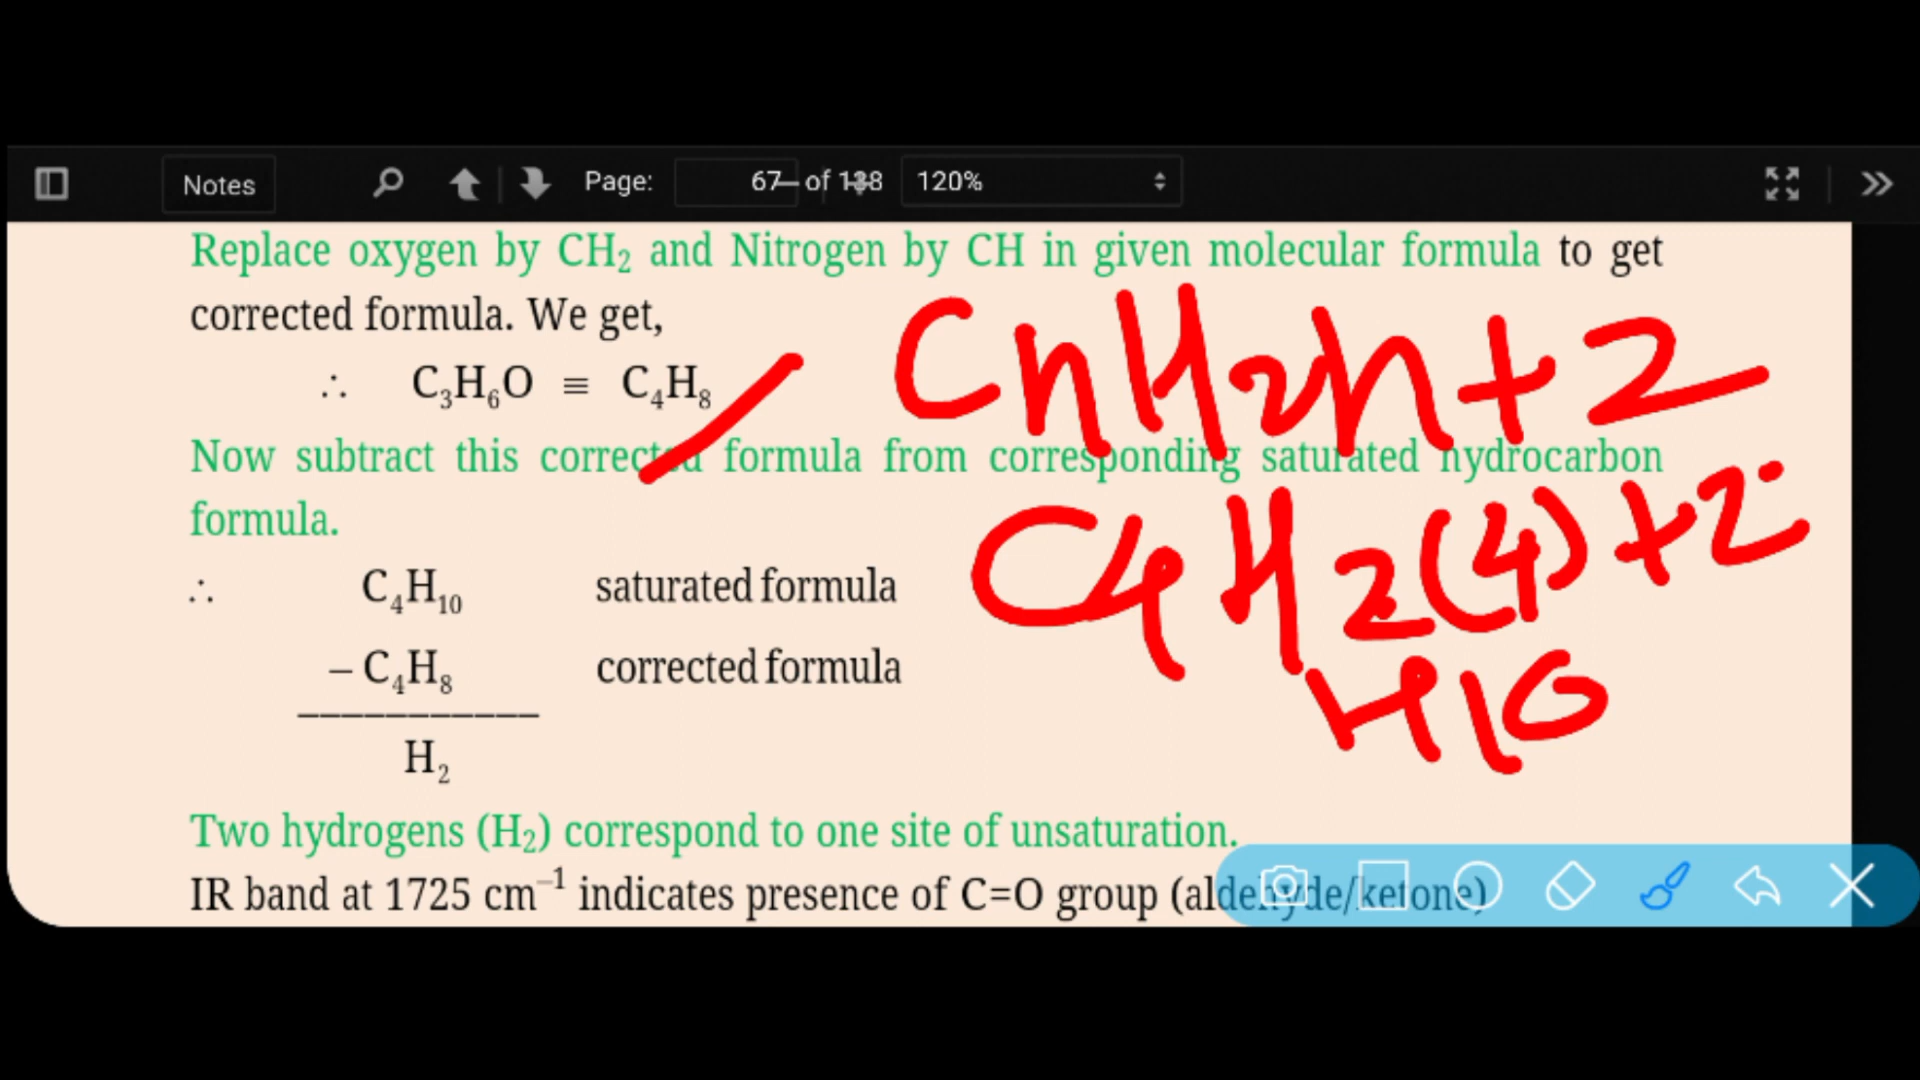 Notes Page: 67 of 138 120%
Replace oxygen by CH₂ and Nitrogen by CH in given molecular formula to get
corrected formula. We get,
∴ C₃H₆O ≡ C₄H₈
CnH2n+2
Now subtract this corrected formula from corresponding saturated hydrocarbon
formula.
C4H2(4)+2
∴ C₄H₁₀ saturated formula
– C₄H₈ corrected formula
H10
H₂
Two hydrogens (H₂) correspond to one site of unsaturation.
IR band at 1725 cm⁻¹ indicates presence of C=O group (aldehyde/ketone)